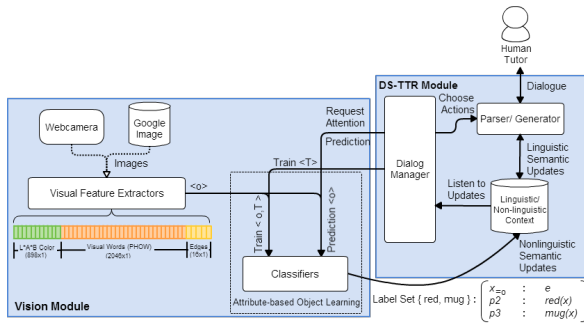 Human
Tutor
DS-TTR Module
Choose
Actions
Dialogue
Parser/ Generator
Webcamera
Google
Image
Images
Request
Attention
Prediction
Train <T>
Dialog
Manager
Linguistic
Semantic
Updates
Visual Feature Extractors
<o>
Listen to
Updates
Linguistic/
Non-linguistic
Context
L*A*B Color
(898x1)
Visual Words (PHOW)
(2046x1)
Edges
(16x1)
Train < o,T >
Prediction <o>
Nonlinguistic
Semantic
Updates
Classifiers
Attribute-based Object Learning
Vision Module
Label Set { red, mug } :
x=o : e
p2 : red(x)
p3 : mug(x)